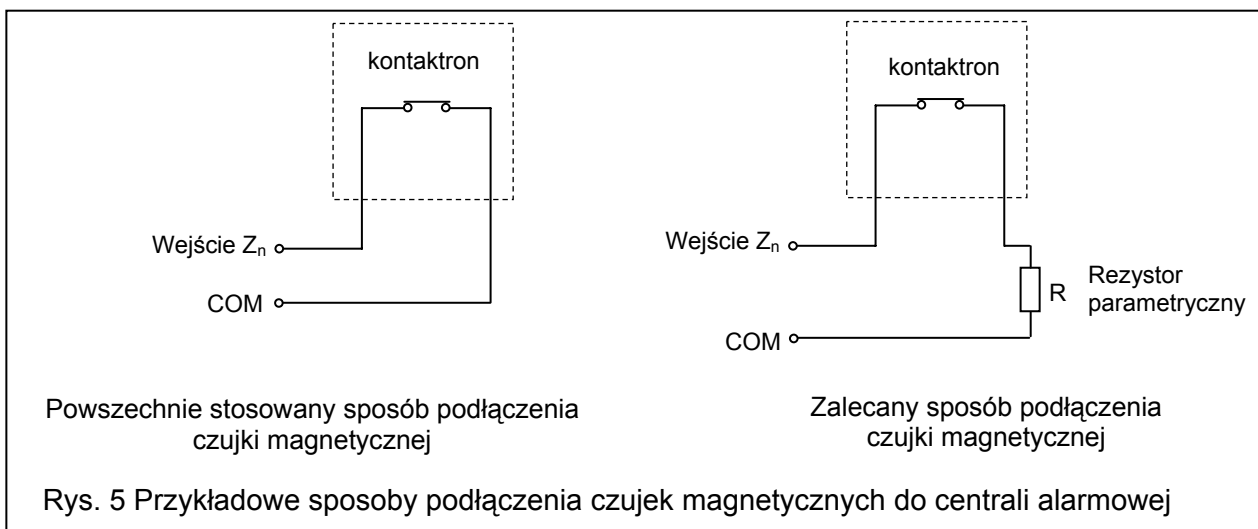 kontaktron
Wejście Zn
COM
Powszechnie stosowany sposób podłączenia
czujki magnetycznej
kontaktron
Wejście Zn
R
Rezystor
parametryczny
COM
Zalecany sposób podłączenia
czujki magnetycznej
Rys. 5 Przykładowe sposoby podłączenia czujek magnetycznych do centrali alarmowej